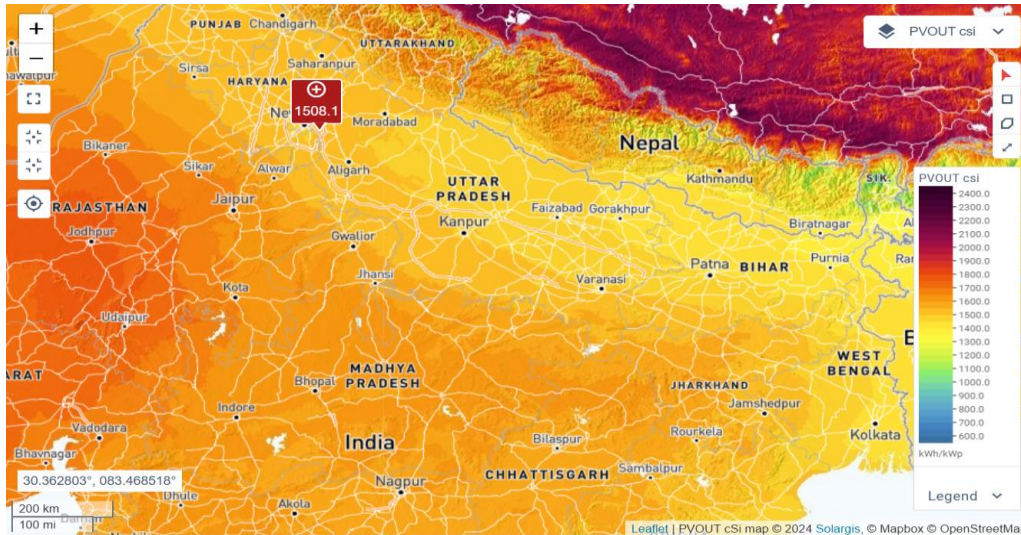 +
−
PVOUT csi
PUNJAB Chandigarh
UTTARAKHAND
Saharanpur
Sirsa
HARYANA
1508.1
Moradabad
Nepal
Bikaner
Sikar
Alwar
Aligarh
UTTAR
PRADESH
Kathmandu
SIK.
RAJASTHAN
Jaipur
Jodhpur
Kanpur
Faizabad
Gorakhpur
Biratnagar
Gwalior
Jhansi
Kota
Varanasi
Patna
BIHAR
Purnia
Udaipur
WEST
BENGAL
MADHYA
PRADESH
Bhopal
JHARKHAND
Jamshedpur
Indore
Vadodara
India
Bilaspur
Rourkela
Kolkata
Bhavnagar
Nagpur
CHHATTISGARH
Sambalpur
Dhule
Akola
PVOUT csi
2400.0
2300.0
2200.0
2100.0
2000.0
1900.0
1800.0
1700.0
1600.0
1500.0
1400.0
1300.0
1200.0
1100.0
1000.0
900.0
800.0
700.0
600.0
kWh/kWp
Legend
30.362803°, 083.468518°
200 km
100 mi
Leaflet | PVOUT cSi map © 2024 Solargis, © Mapbox © OpenStreetMa